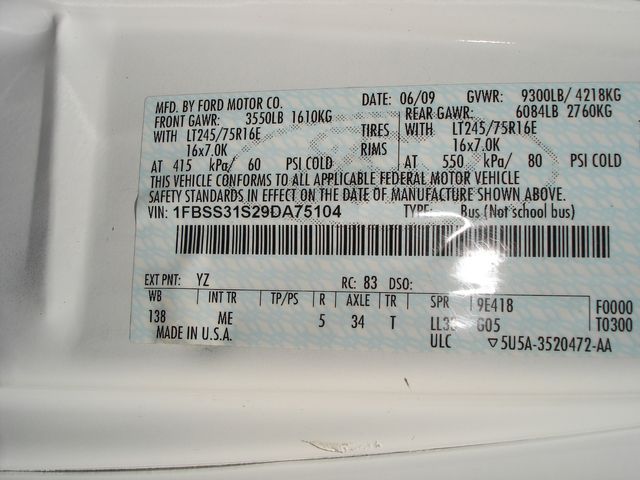 MFD. BY FORD MOTOR CO. DATE: 06/09 GVWR: 9300LB/ 4218KG
FRONT GAWR: 3550LB 1610KG REAR GAWR: 6084LB 2760KG
WITH LT245/75R16E TIRES WITH LT245/75R16E
16x7.0K RIMS 16x7.0K
AT 415 kPa/ 60 PSI COLD AT 550 kPa/ 80 PSI COLD
THIS VEHICLE CONFORMS TO ALL APPLICABLE FEDERAL MOTOR VEHICLE
SAFETY STANDARDS IN EFFECT ON THE DATE OF MANUFACTURE SHOWN ABOVE.
VIN: 1FBSS31S29DA75104 TYPE: Bus (Not school bus)
EXT PNT: YZ RC: 83 DSO:
WB INT TR TP/PS R AXLE TR SPR 9E418 F0000
138 ME 5 34 T G05 T0300
MADE IN U.S.A. ULC ▽5U5A-3520472-AA